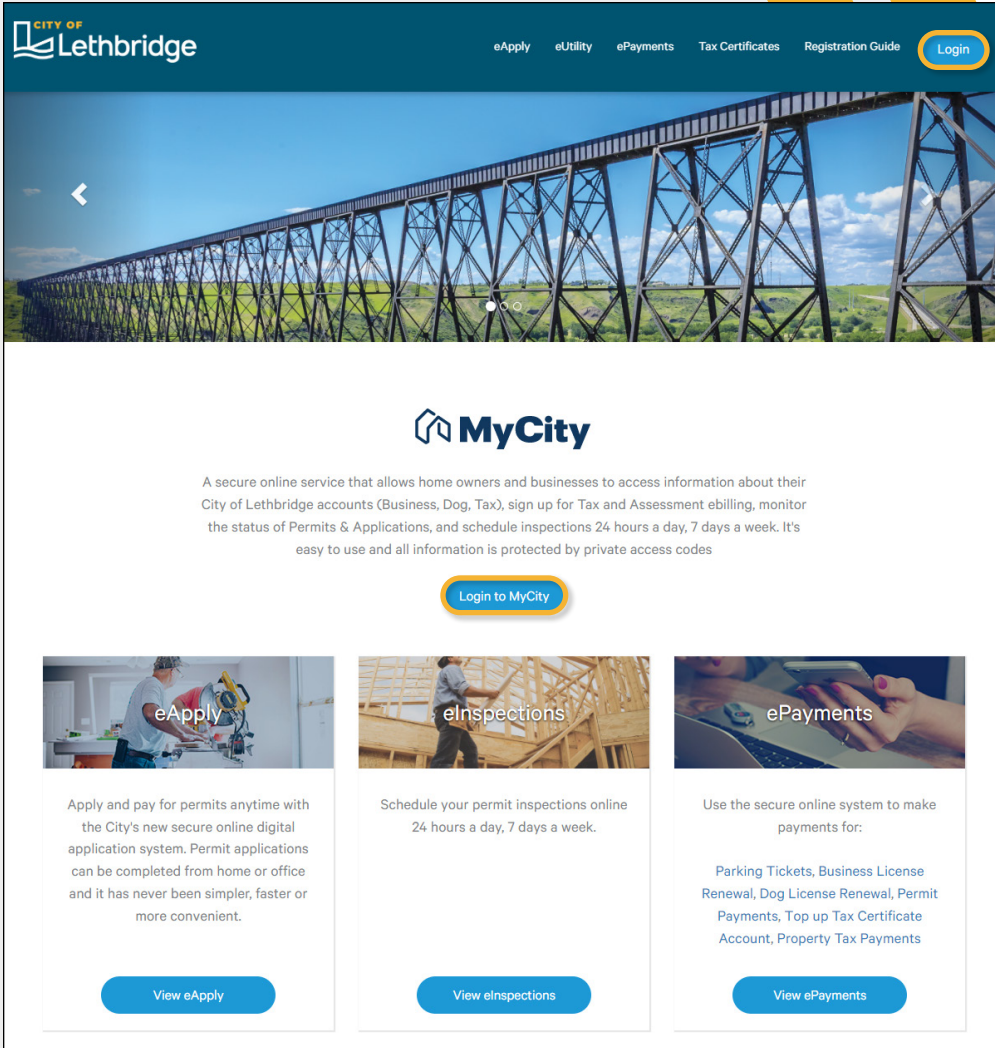 CITY OF
Lethbridge
eApply eUtility ePayments Tax Certificates Registration Guide Login
MyCity
A secure online service that allows home owners and businesses to access information about their
City of Lethbridge accounts (Business, Dog, Tax), sign up for Tax and Assessment ebilling, monitor
the status of Permits & Applications, and schedule inspections 24 hours a day, 7 days a week. It's
easy to use and all information is protected by private access codes
Login to MyCity
eApply
Apply and pay for permits anytime with
the City's new secure online digital
application system. Permit applications
can be completed from home or office
and it has never been simpler, faster or
more convenient.
View eApply
eInspections
Schedule your permit inspections online
24 hours a day, 7 days a week.
View eInspections
ePayments
Use the secure online system to make
payments for:
Parking Tickets, Business License
Renewal, Dog License Renewal, Permit
Payments, Top up Tax Certificate
Account, Property Tax Payments
View ePayments